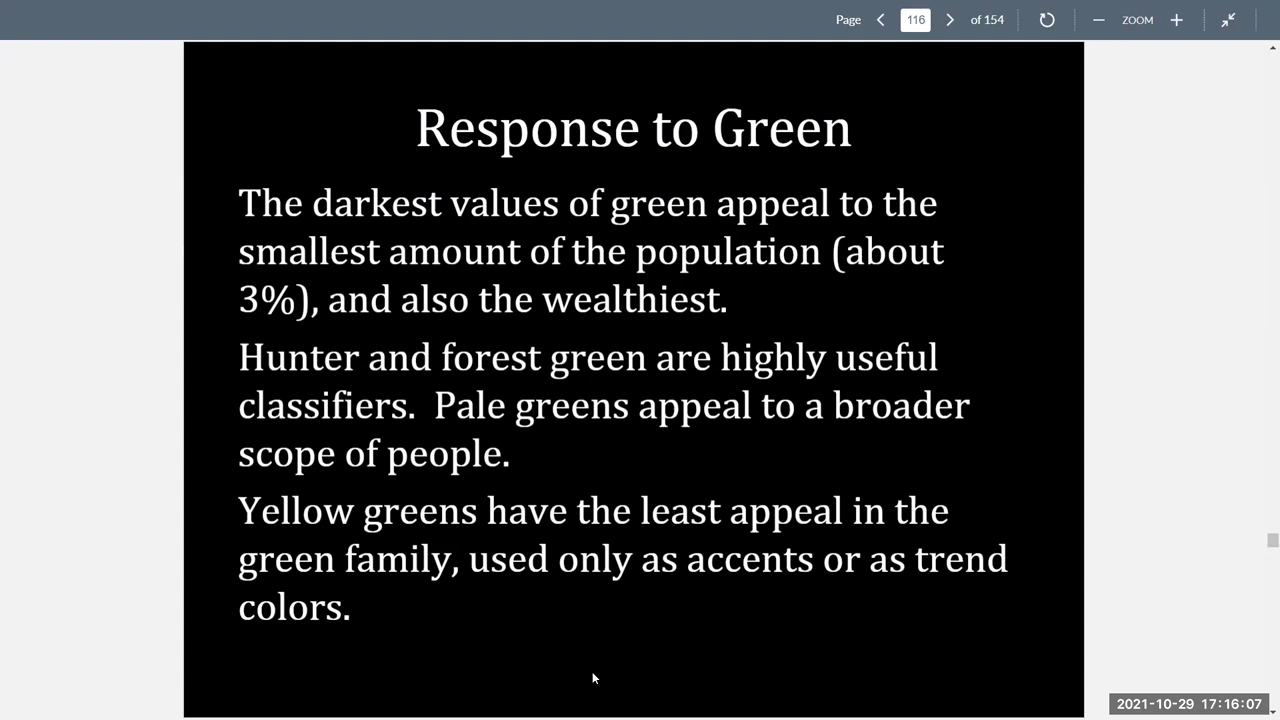 Page 116 of 154 ZOOM
Response to Green
The darkest values of green appeal to the
smallest amount of the population (about
3%), and also the wealthiest.
Hunter and forest green are highly useful
classifiers.  Pale greens appeal to a broader
scope of people.
Yellow greens have the least appeal in the
green family, used only as accents or as trend
colors.
2021-10-29 17:16:07